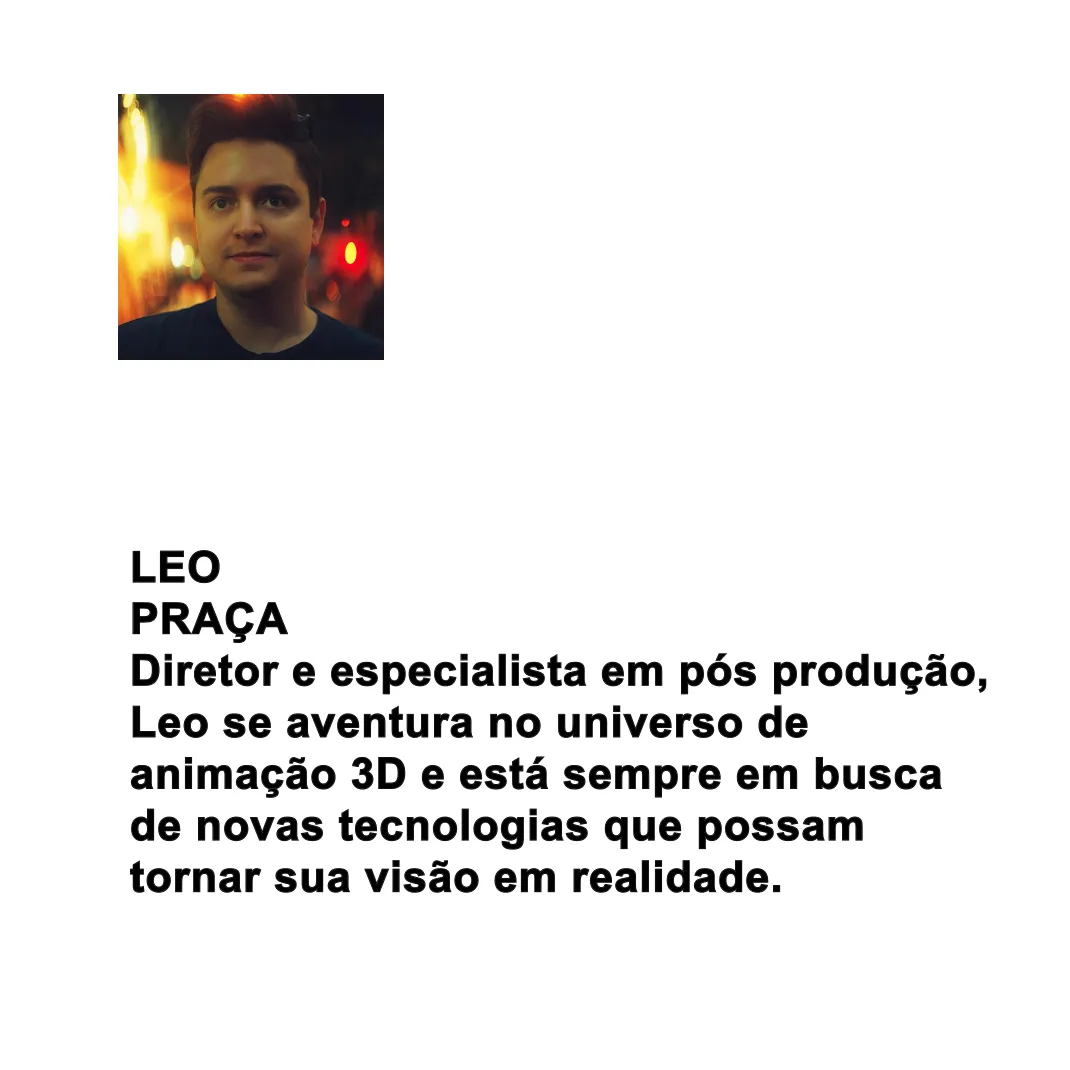 LEO
PRAÇA
Diretor e especialista em pós produção,
Leo se aventura no universo de
animação 3D e está sempre em busca
de novas tecnologias que possam
tornar sua visão em realidade.